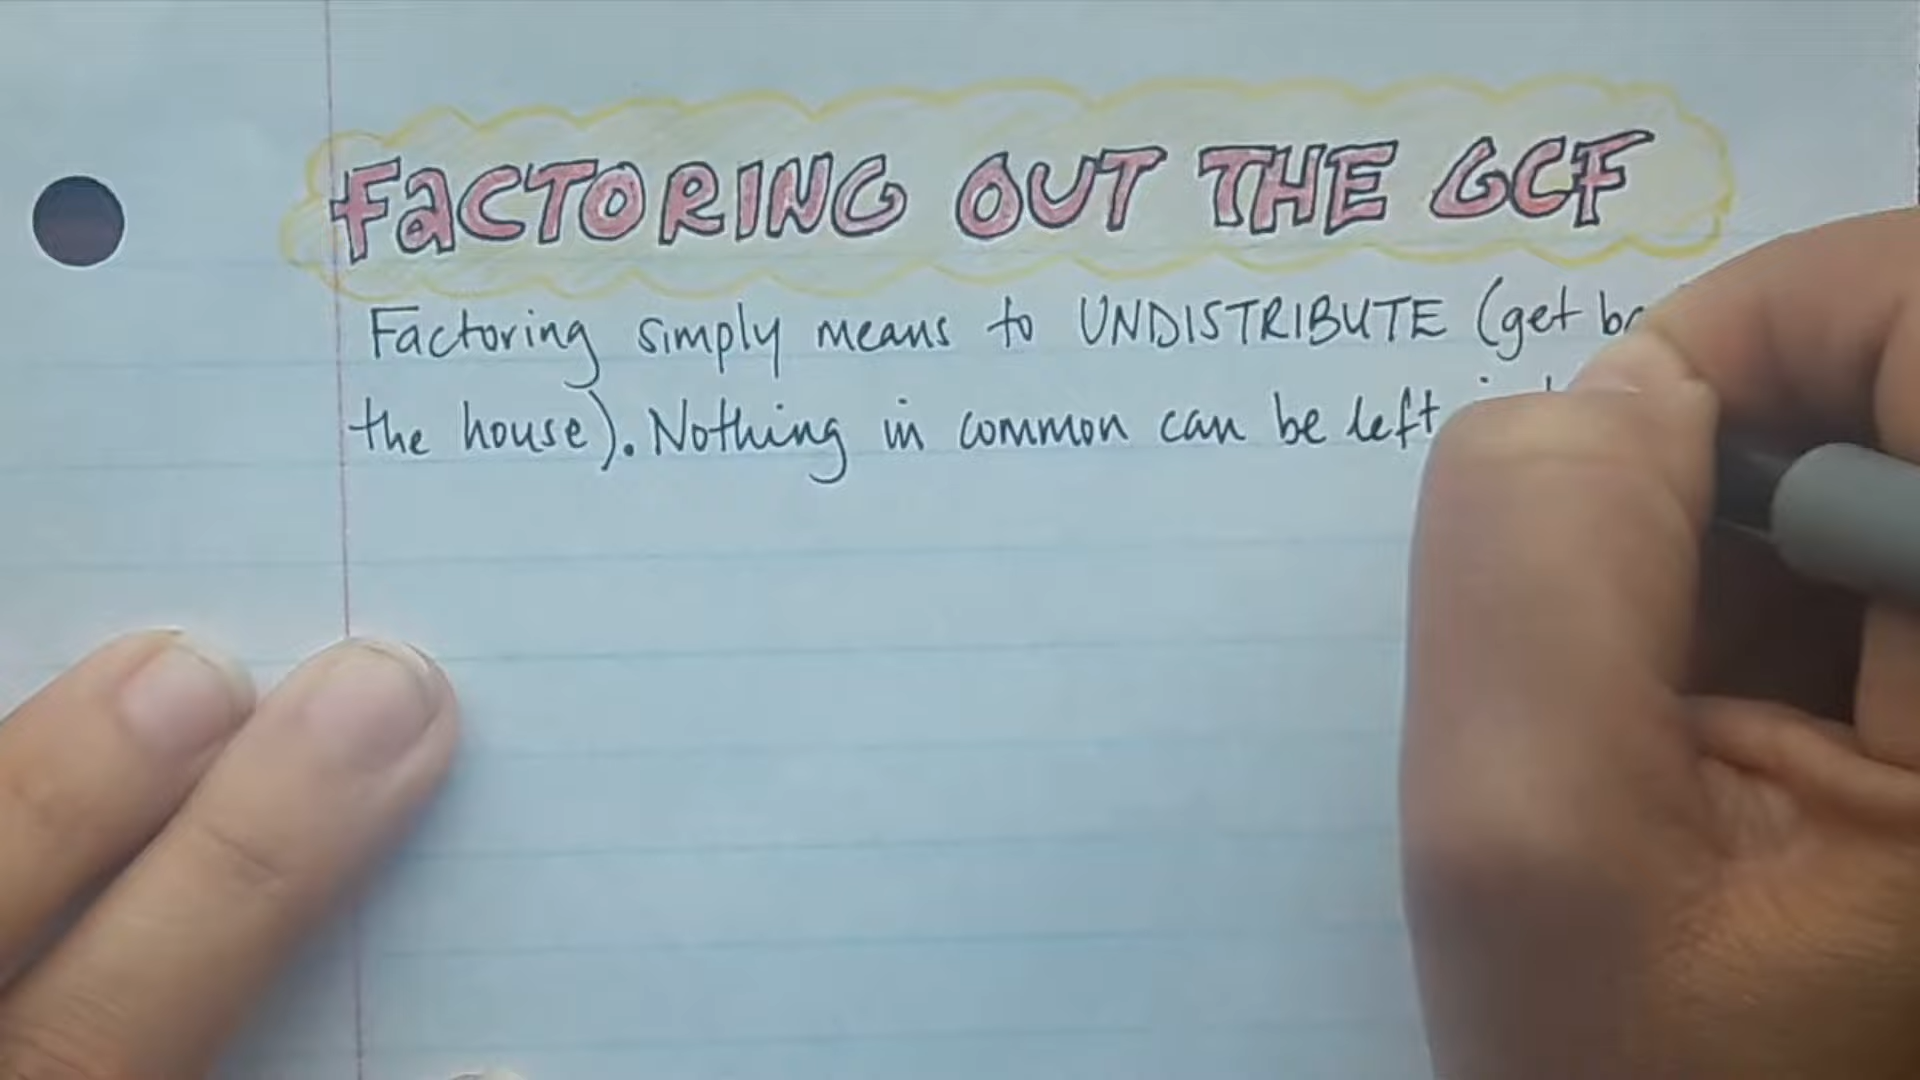 FACTORING OUT THE GCF
Factoring simply means to UNDISTRIBUTE (get
the house). Nothing in common can be left